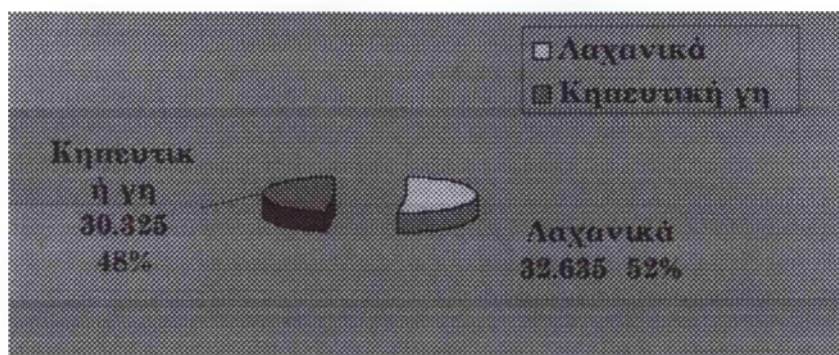 Λαχανικά
Κηπευτική γη
Κηπευτικ
ή γη
30.325
48%
Λαχανικά
32.635 52%